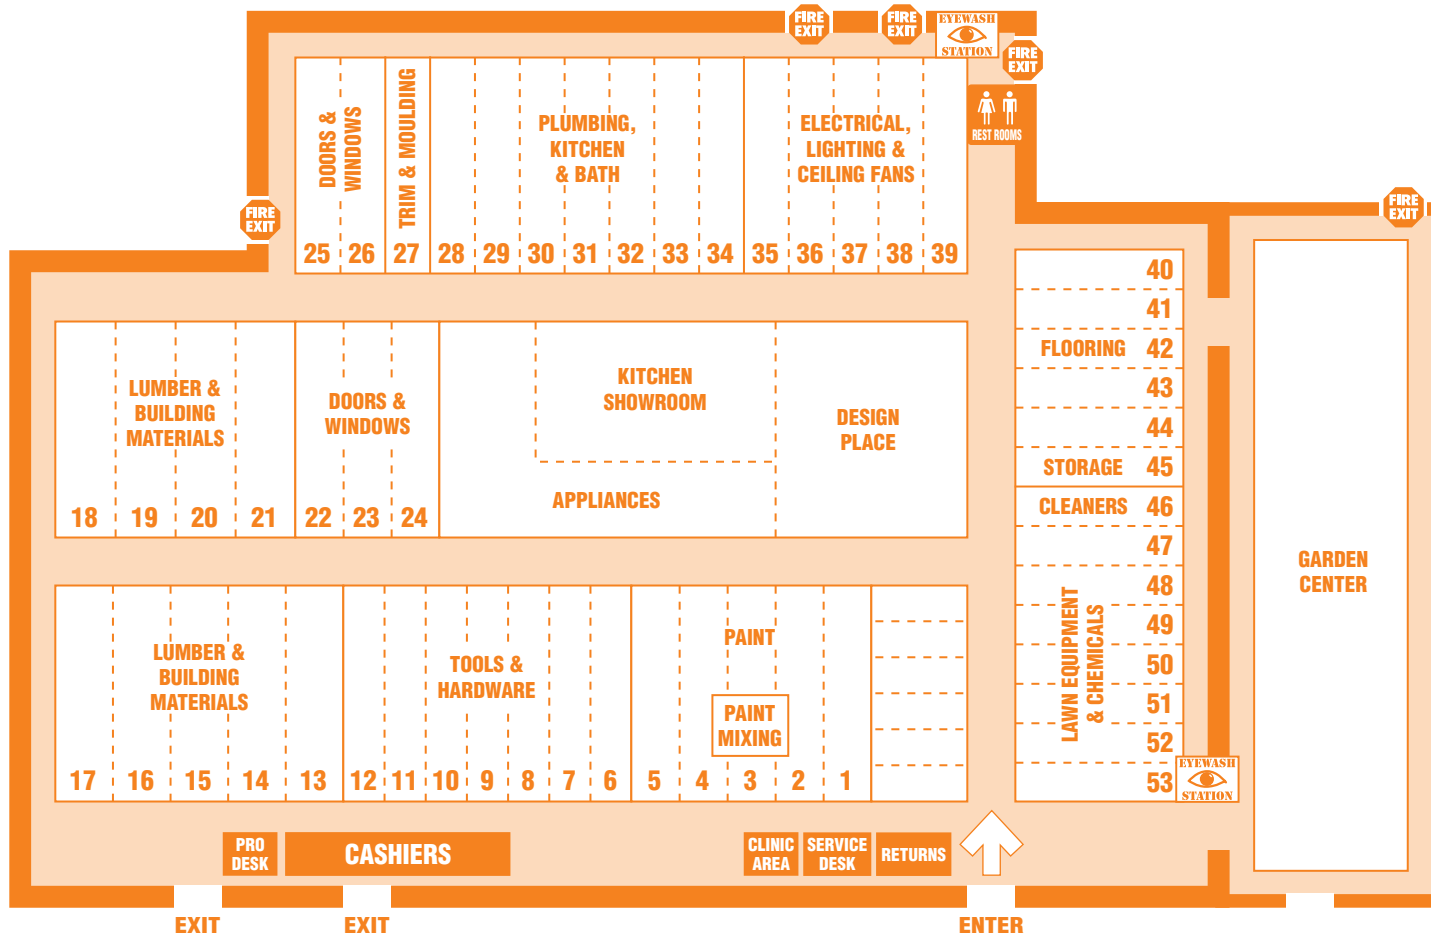 FIRE
EXIT
FIRE
EXIT
EYEWASH
STATION
FIRE
EXIT
REST ROOMS
FIRE
EXIT
FIRE
EXIT
DOORS &
WINDOWS
TRIM & MOULDING
PLUMBING,
KITCHEN
& BATH
ELECTRICAL,
LIGHTING &
CEILING FANS
25 26 27 28 29 30 31 32 33 34 35 36 37 38 39
40
41
FLOORING 42
43
44
STORAGE 45
CLEANERS 46
47
48
49
50
51
52
53
LAWN EQUIPMENT
& CHEMICALS
EYEWASH
STATION
GARDEN
CENTER
LUMBER &
BUILDING
MATERIALS
DOORS &
WINDOWS
KITCHEN
SHOWROOM
DESIGN
PLACE
APPLIANCES
18 19 20 21 22 23 24
LUMBER &
BUILDING
MATERIALS
TOOLS &
HARDWARE
PAINT
PAINT
MIXING
17 16 15 14 13 12 11 10 9 8 7 6 5 4 3 2 1
PRO
DESK
CASHIERS
CLINIC
AREA
SERVICE
DESK
RETURNS
EXIT
EXIT
ENTER